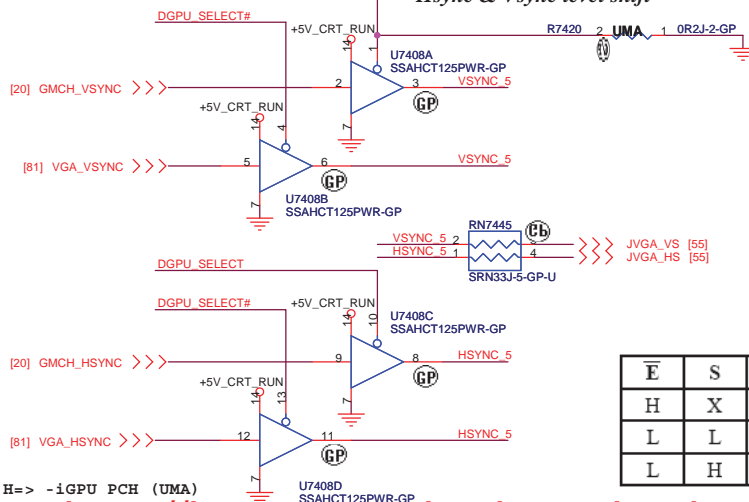 Hsync & Vsync level shift
DGPU_SELECT#
+5V_CRT_RUN
14
1
R7420
2
UMA
1
0R2J-2-GP
U7408A
SSAHCT125PWR-GP
[20] GMCH_VSYNC
2
3
VSYNC_5
GP
7
+5V_CRT_RUN
14
4
[81] VGA_VSYNC
5
6
VSYNC_5
GP
7
U7408B
SSAHCT125PWR-GP
RN7445
VSYNC_5 2
JVGA_VS [55]
HSYNC_5 1
4
JVGA_HS [55]
SRN33J-5-GP-U
DGPU_SELECT
DGPU_SELECT#
+5V_CRT_RUN
14
10
U7408C
SSAHCT125PWR-GP
[20] GMCH_HSYNC
9
8
HSYNC_5
GP
7
+5V_CRT_RUN
14
13
[81] VGA_HSYNC
12
11
HSYNC_5
GP
7
U7408D
SSAHCT125PWR-GP
E S
H X
L L
L H
H=> -iGPU PCH (UMA)